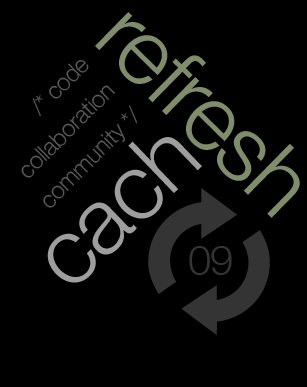 refresh
/* code
collaboration
community */
cach
09